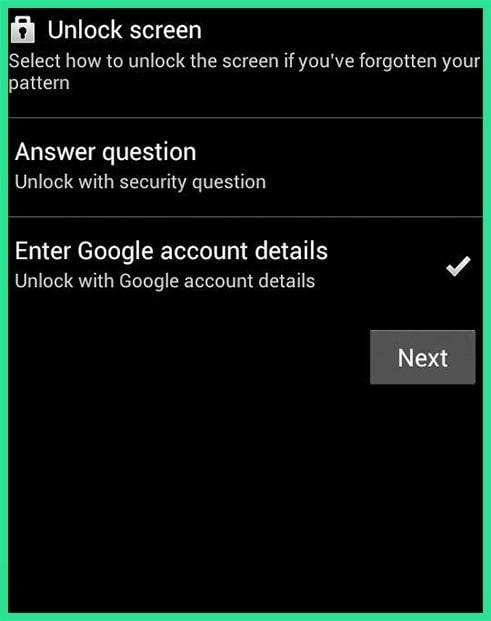 Unlock screen
Select how to unlock the screen if you've forgotten your
pattern
Answer question
Unlock with security question
Enter Google account details
Unlock with Google account details
Next